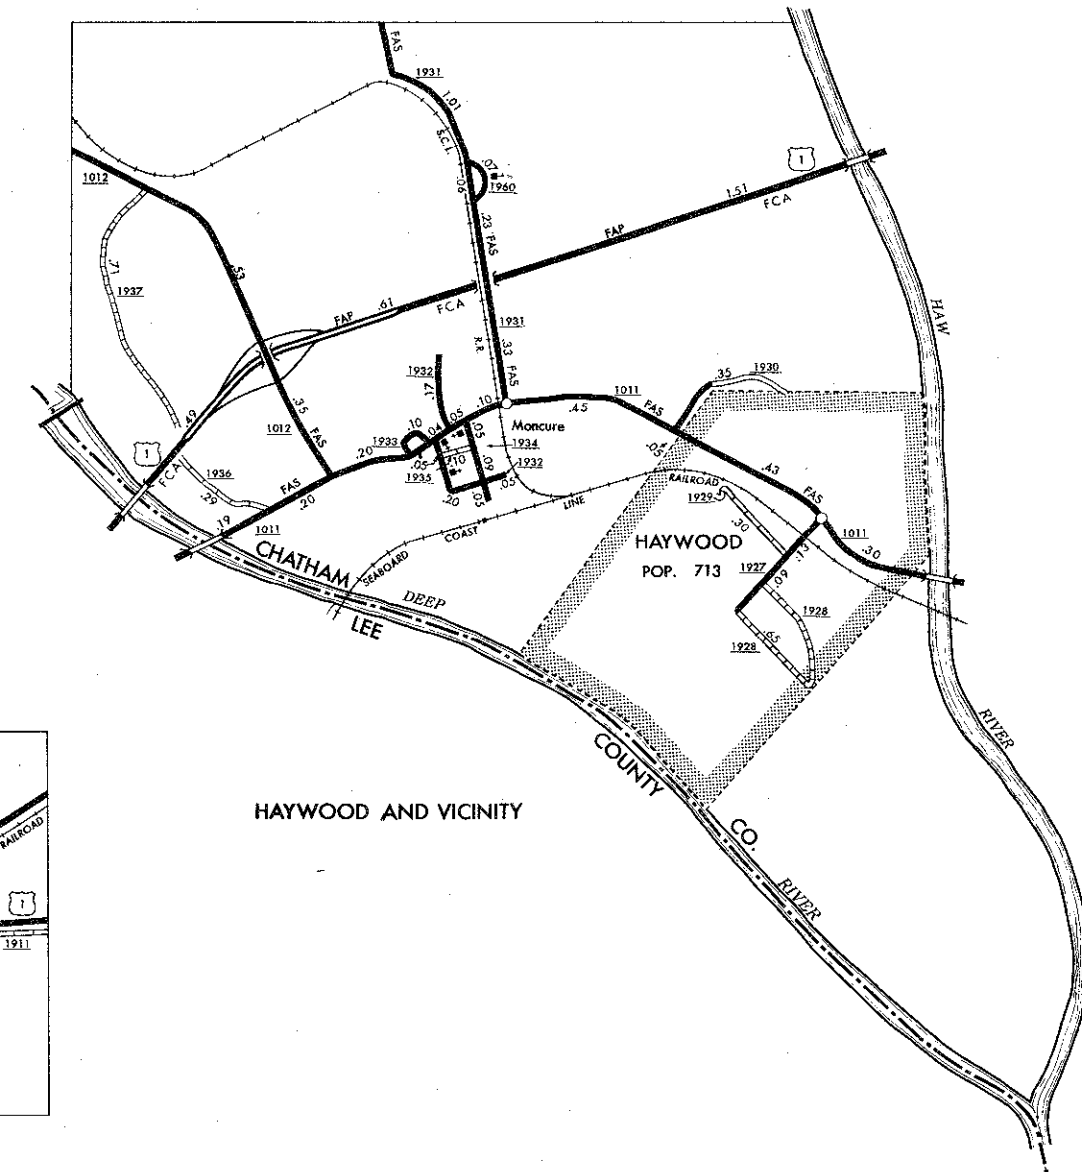 FAS
1931
1.01
S.C.L.
.06
.07
1
1960
1012
.23 FAS
1.51
FCA
FAP
.53
.71
1937
.61
FAP
FCA
HAW
1931
.33
FAS
R.R.
1932
.17
.35
1930
1011
.45
FAS
.10
.05
.04
.10
1933
.20
Moncure
1934
1932
.05
.09
.05
.10
.05
1935
.20
.05
.35
1012
FAS
.49
1
FCA
1936
.29
FAS
.20
.19
1011
.05
.43
FAS
RAILROAD
1929
.30
HAYWOOD
POP. 713
1927
.13
.09
1011
.30
1928
.65
1928
SEABOARD
COAST
LINE
CHATHAM
DEEP
LEE
COUNTY
CO.
RIVER
RIVER
HAYWOOD AND VICINITY
RAILROAD
1
1911